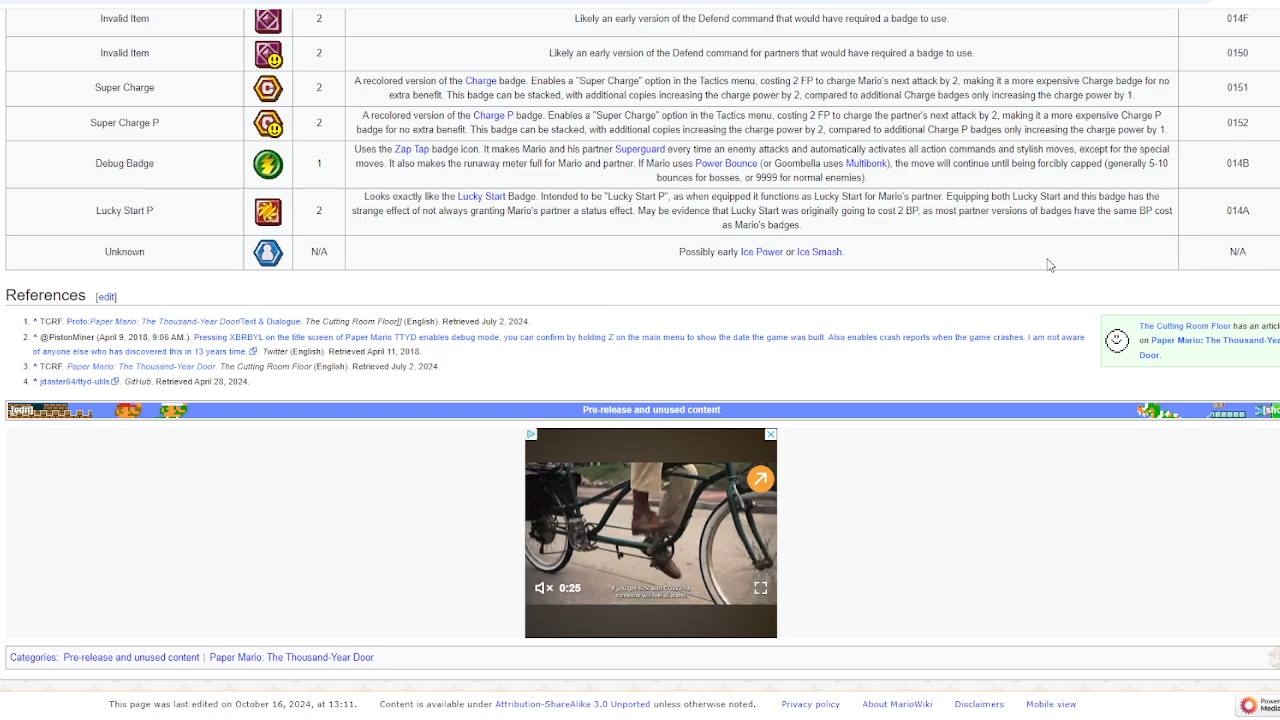 Invalid Item 2 Likely an early version of the Defend command that would have required a badge to use. 014F
Invalid Item 2 Likely an early version of the Defend command for partners that would have required a badge to use. 0150
Super Charge 2 A recolored version of the Charge badge. Enables a "Super Charge" option in the Tactics menu, costing 2 FP to charge Mario's next attack by 2, making it a more expensive Charge badge for no 0151
extra benefit. This badge can be stacked, with additional copies increasing the charge power by 2, compared to additional Charge badges only increasing the charge power by 1.
Super Charge P 2 A recolored version of the Charge P badge. Enables a "Super Charge" option in the Tactics menu, costing 2 FP to charge the partner's next attack by 2, making it a more expensive Charge P 0152
badge for no extra benefit. This badge can be stacked, with additional copies increasing the charge power by 2, compared to additional Charge P badges only increasing the charge power by 1.
Uses the Zap Tap badge icon. It makes Mario and his partner Superguard every time an enemy attacks and automatically activates all action commands and stylish moves, except for the special
Debug Badge 1 moves. It also makes the runaway meter full for Mario and partner. If Mario uses Power Bounce (or Goombella uses Multibonk), the move will continue until being forcibly capped (generally 5-10 014B
bounces for bosses, or 9999 for normal enemies).
Looks exactly like the Lucky Start Badge. Intended to be "Lucky Start P", as when equipped it functions as Lucky Start for Mario's partner. Equipping both Lucky Start and this badge has the
Lucky Start P 2 strange effect of not always granting Mario's partner a status effect. May be evidence that Lucky Start was originally going to cost 2 BP, as most partner versions of badges have the same BP cost 014A
as Mario's badges.
Unknown N/A Possibly early Ice Power or Ice Smash. N/A
References [edit]
1. ^ TCRF. Proto:Paper Mario: The Thousand-Year Door/Text & Dialogue. The Cutting Room Floor]] (English). Retrieved July 2, 2024.
2. ^ @PistonMiner (April 9, 2018, 9:06 AM.). Pressing XBRBYL on the title screen of Paper Mario TTYD enables debug mode, you can confirm by holding Z on the main menu to show the date the game was built. Also enables crash reports when the game crashes. I am not aware
of anyone else who has discovered this in 13 years time. Twitter (English). Retrieved April 11, 2018.
3. ^ TCRF. Paper Mario: The Thousand-Year Door. The Cutting Room Floor (English). Retrieved July 2, 2024.
4. ^ jdaster64/ttyd-utils. GitHub. Retrieved April 28, 2024.
The Cutting Room Floor has an articl
on Paper Mario: The Thousand-Yea
Door.
[edit] Pre-release and unused content [sho
0:25
If you get sick with COVID-19,
Categories: Pre-release and unused content | Paper Mario: The Thousand-Year Door
This page was last edited on October 16, 2024, at 13:11. Content is available under Attribution-ShareAlike 3.0 Unported unless otherwise noted. Privacy policy About MarioWiki Disclaimers Mobile view
Power
Media